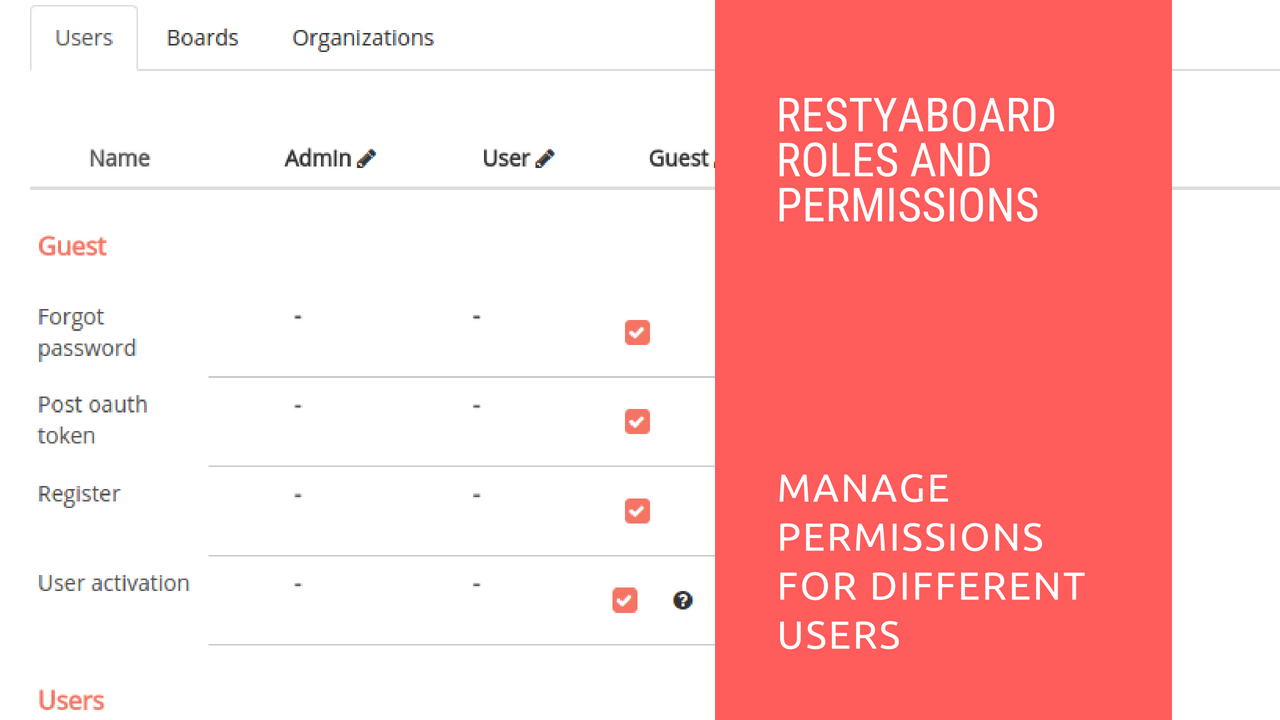 Users Boards Organizations
Name Admin User Guest
Guest
Forgot
password
- -
Post oauth
token
- -
Register - -
User activation - - ?
Users
RESTYABOARD
ROLES AND
PERMISSIONS
MANAGE
PERMISSIONS
FOR DIFFERENT
USERS